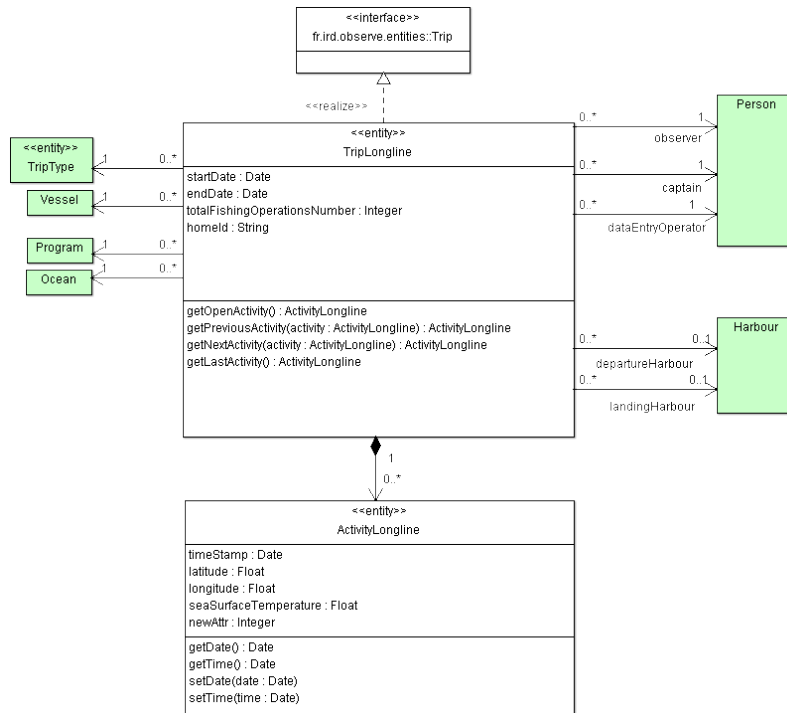 <<interface>>
fr.ird.observe.entities::Trip
<<realize>>
<<entity>>
TripLongline
startDate : Date
endDate : Date
totalFishingOperationsNumber : Integer
homeId : String
getOpenActivity() : ActivityLongline
getPreviousActivity(activity : ActivityLongline) : ActivityLongline
getNextActivity(activity : ActivityLongline) : ActivityLongline
getLastActivity() : ActivityLongline
<<entity>>
TripType
1 0..*
Vessel
1 0..*
Program
1 0..*
Ocean
1 0..*
Person
0..* 1
observer
0..* 1
captain
0..* 1
dataEntryOperator
Harbour
0..* 0..1
departureHarbour
0..* 0..1
landingHarbour
1
0..*
<<entity>>
ActivityLongline
timeStamp : Date
latitude : Float
longitude : Float
seaSurfaceTemperature : Float
newAttr : Integer
getDate() : Date
getTime() : Date
setDate(date : Date)
setTime(time : Date)